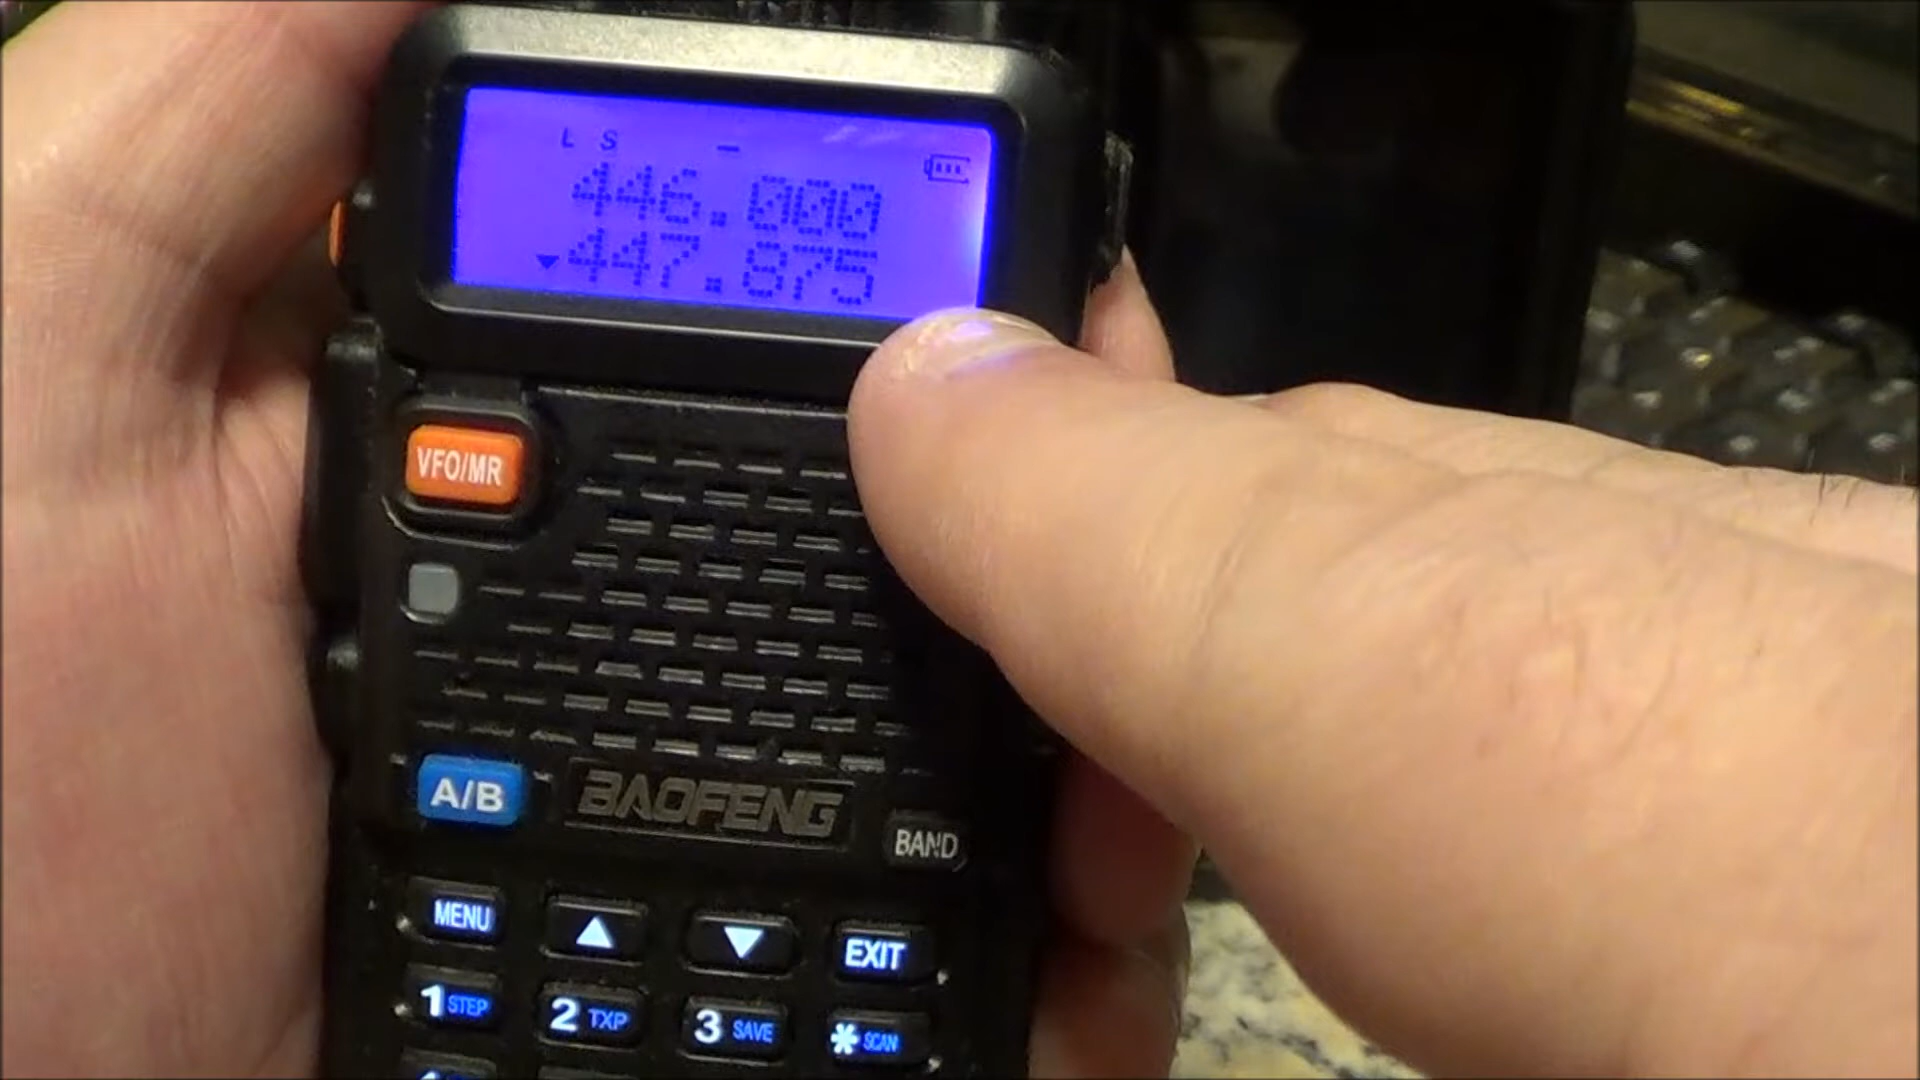 L S -
446.000
447.875
VFO/MR
A/B
BAOFENG
BAND
MENU ▲ ▼ EXIT
1 STEP 2 TXP 3 SAVE * SCAN